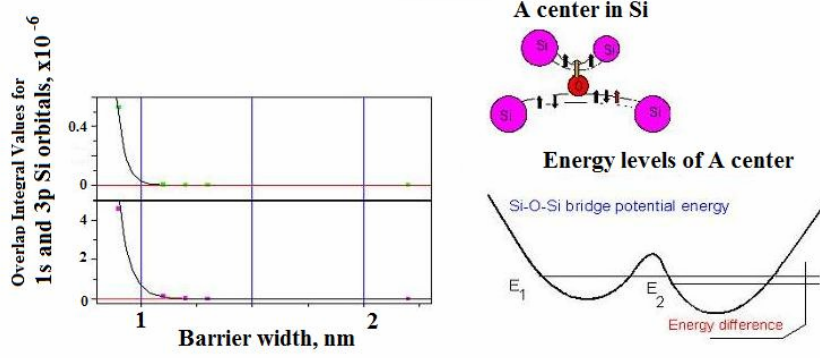 Overlap Integral Values for
1s and 3p Si orbitals, x10⁻⁶
0.4
0
4
2
0
1
2
Barrier width, nm
A center in Si
Si
Si
O
Si
Si
Energy levels of A center
Si-O-Si bridge potential energy
E₁
E₂
Energy difference